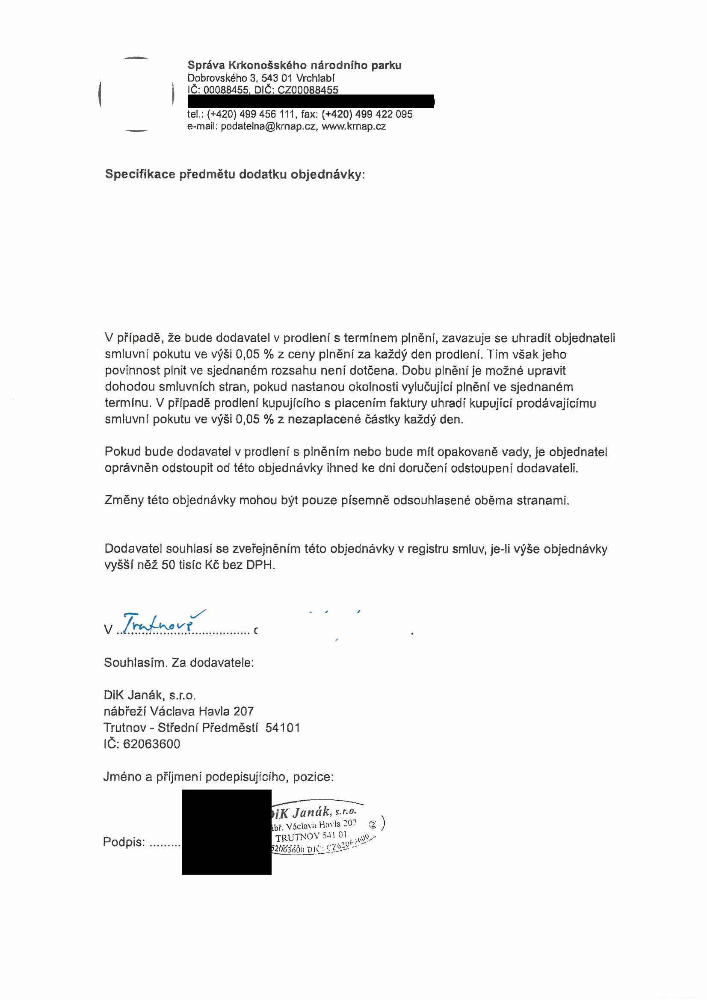 Správa Krkonošského národního parku
Dobrovského 3, 543 01 Vrchlabí
IČ: 00088455, DIČ: CZ00088455
tel.: (+420) 499 456 111, fax: (+420) 499 422 095
e-mail: podatelna@krnap.cz, www.krnap.cz
Specifikace předmětu dodatku objednávky:
V případě, že bude dodavatel v prodlení s termínem plnění, zavazuje se uhradit objednateli
smluvní pokutu ve výši 0,05 % z ceny plnění za každý den prodlení. Tím však jeho
povinnost plnit ve sjednaném rozsahu není dotčena. Dobu plnění je možné upravit
dohodou smluvních stran, pokud nastanou okolnosti vylučující plnění ve sjednaném
termínu. V případě prodlení kupujícího s placením faktury uhradí kupující prodávajícímu
smluvní pokutu ve výši 0,05 % z nezaplacené částky každý den.
Pokud bude dodavatel v prodlení s plněním nebo bude mít opakovaně vady, je objednatel
oprávněn odstoupit od této objednávky ihned ke dni doručení odstoupení dodavateli.
Změny této objednávky mohou být pouze písemně odsouhlasené oběma stranami.
Dodavatel souhlasí se zveřejněním této objednávky v registru smluv, je-li výše objednávky
vyšší něž 50 tisíc Kč bez DPH.
V Trutnově
Souhlasím. Za dodavatele:
DiK Janák, s.r.o.
nábřeží Václava Havla 207
Trutnov - Střední Předměstí 54101
IČ: 62063600
Jméno a příjmení podepisujícího, pozice:
iK Janák, s.r.o.
ábř. Václava Havla 207 ②
TRUTNOV 541 01
62063600 DIČ: CZ62063600
Podpis: .........